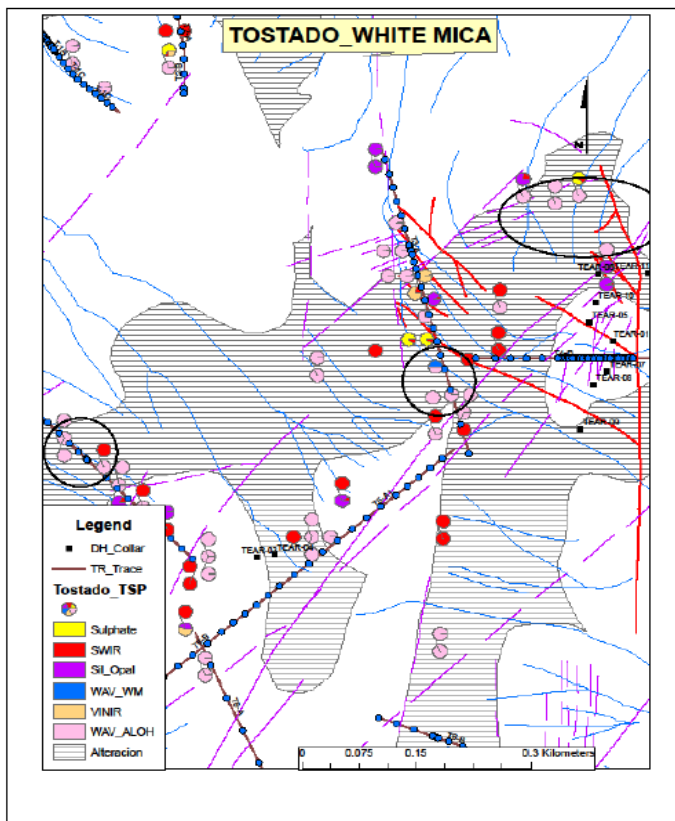 TOSTADO_WHITE MICA
N
TEAR-10
TEAR-05
TEAR-01
TEAR-07
TEAR-08
TEAR-09
TEAR-03
TEAR-04
Legend
DH_Collar
TR_Trace
Tostado_TSP
Sulphate
SWIR
Sil_Opal
WAV_WM
VINIR
WAV_ALOH
Alteracion
0 0.075 0.15 0.3 Kilometers